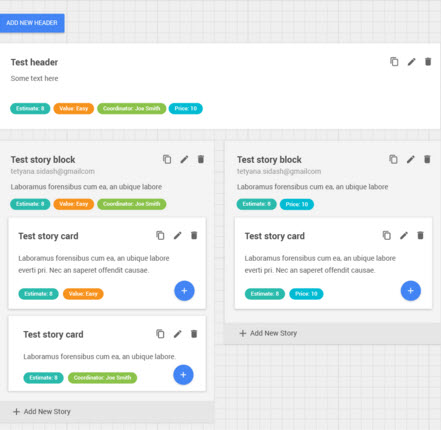 ADD NEW HEADER
Test header
Some text here
Estimate: 8 Value: Easy Coordinator: Joe Smith Price: 10
Test story block
tetyana.sidash@gmailcom
Laboramus forensibus cum ea, an ubique labore
Estimate: 8 Value: Easy Coordinator: Joe Smith
Test story card
Laboramus forensibus cum ea, an ubique labore
everti pri. Nec an saperet offendit causae.
Estimate: 8 Value: Easy
+
Test story card
Laboramus forensibus cum ea, an ubique labore.
Estimate: 8 Coordinator: Joe Smith
+
+ Add New Story
Test story block
tetyana.sidash@gmailcom
Laboramus forensibus cum ea, an ubique labore
Estimate: 8 Price: 10
Test story card
Laboramus forensibus cum ea, an ubique labore
everti pri. Nec an saperet offendit causae.
Estimate: 8 Price: 10
+
+ Add New Story